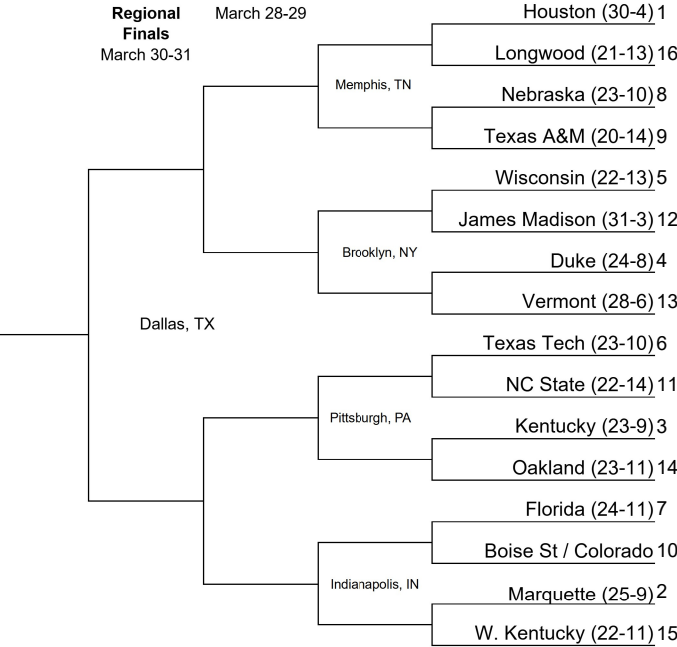 Regional
Finals
March 30-31
March 28-29
Houston (30-4) 1
Longwood (21-13) 16
Memphis, TN
Nebraska (23-10) 8
Texas A&M (20-14) 9
Wisconsin (22-13) 5
James Madison (31-3) 12
Brooklyn, NY
Duke (24-8) 4
Vermont (28-6) 13
Dallas, TX
Texas Tech (23-10) 6
NC State (22-14) 11
Pittsburgh, PA
Kentucky (23-9) 3
Oakland (23-11) 14
Florida (24-11) 7
Boise St / Colorado 10
Indianapolis, IN
Marquette (25-9) 2
W. Kentucky (22-11) 15